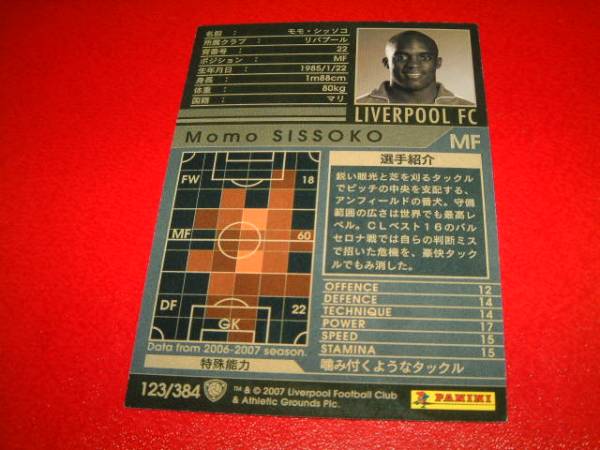 名前 : モモ・シッソコ
所属クラブ : リバプール
背番号 : 22
ポジション : MF
生年月日 : 1985/1/22
身長 : 1m88cm
体重 : 80kg
国籍 : マリ
LIVERPOOL FC
Momo SISSOKO
MF
FW 18
MF 60
DF 22
GK
Data from 2006-2007 season.
選手紹介
鋭い眼光と芝を刈るタックル
でピッチの中央を支配する、
アンフィールドの番犬。守備
範囲の広さは世界でも最高レ
ベル。CLベスト16のバル
セロナ戦では自らの判断ミス
で招いた危機を、豪快タック
ルでもみ消した。
OFFENCE 12
DEFENCE 14
TECHNIQUE 14
POWER 17
SPEED 15
STAMINA 15
特殊能力
噛み付くようなタックル
123/384
™ & © 2007 Liverpool Football Club
& Athletic Grounds Plc.
PANINI